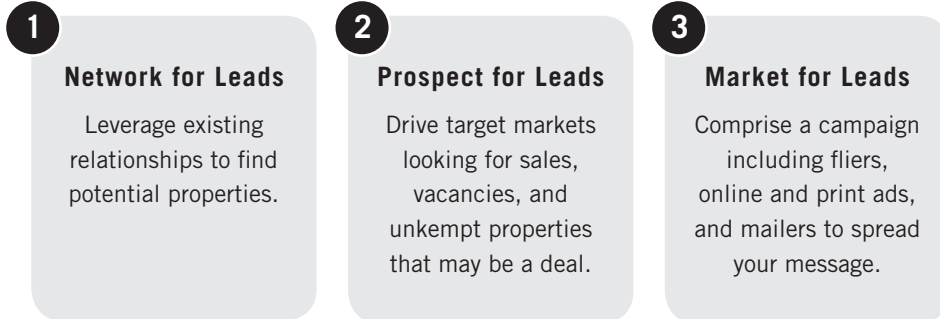 1
Network for Leads
Leverage existing
relationships to find
potential properties.
2
Prospect for Leads
Drive target markets
looking for sales,
vacancies, and
unkempt properties
that may be a deal.
3
Market for Leads
Comprise a campaign
including fliers,
online and print ads,
and mailers to spread
your message.